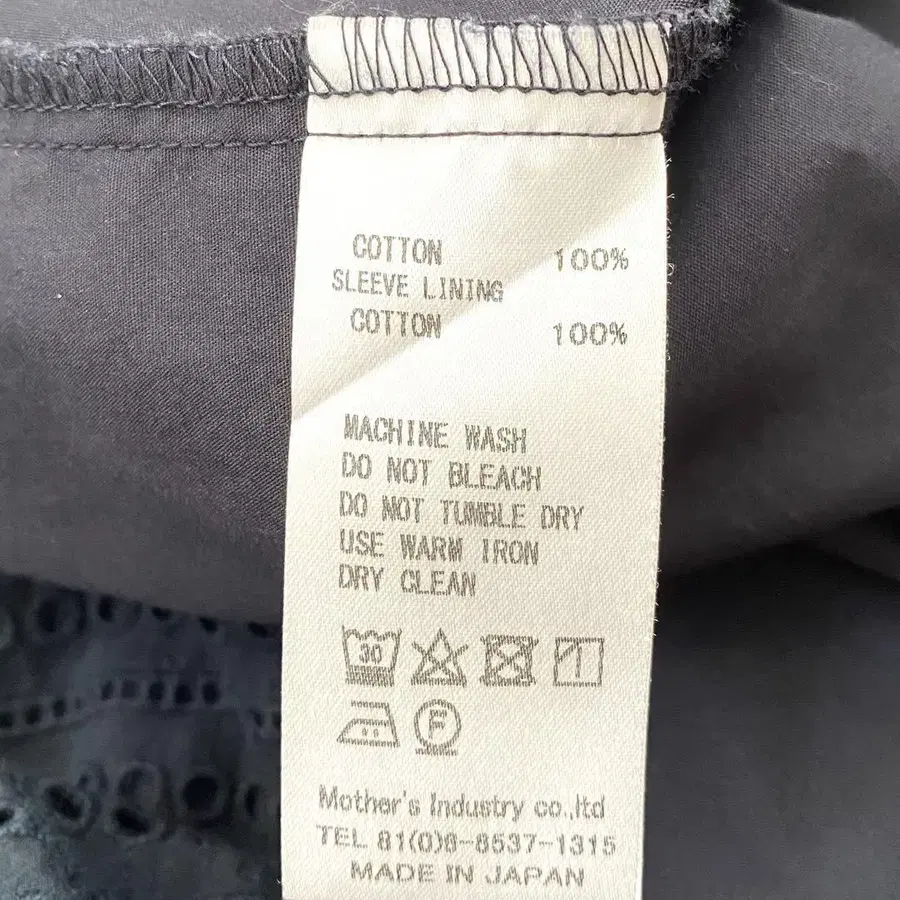 COTTON 100%
SLEEVE LINING
COTTON 100%
MACHINE WASH
DO NOT BLEACH
DO NOT TUMBLE DRY
USE WARM IRON
DRY CLEAN
30
F
Mother's Industry co.,ltd
TEL 81(0)6-8537-1315
MADE IN JAPAN